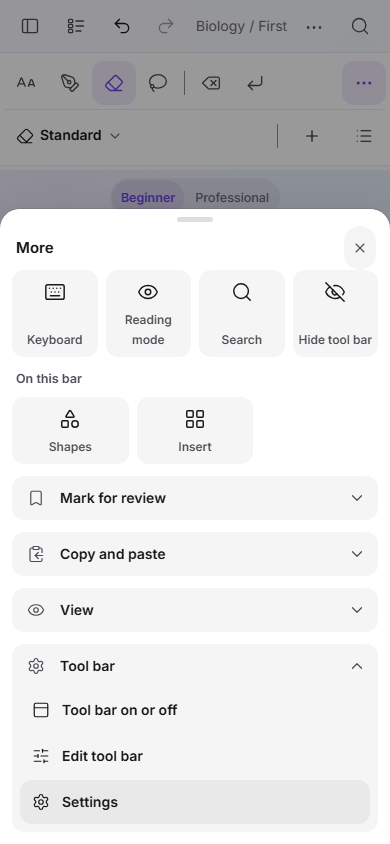 Biology / First
AA
Standard
Beginner Professional
More
Keyboard
Reading
mode
Search
Hide tool bar
On this bar
Shapes
Insert
Mark for review
Copy and paste
View
Tool bar
Tool bar on or off
Edit tool bar
Settings